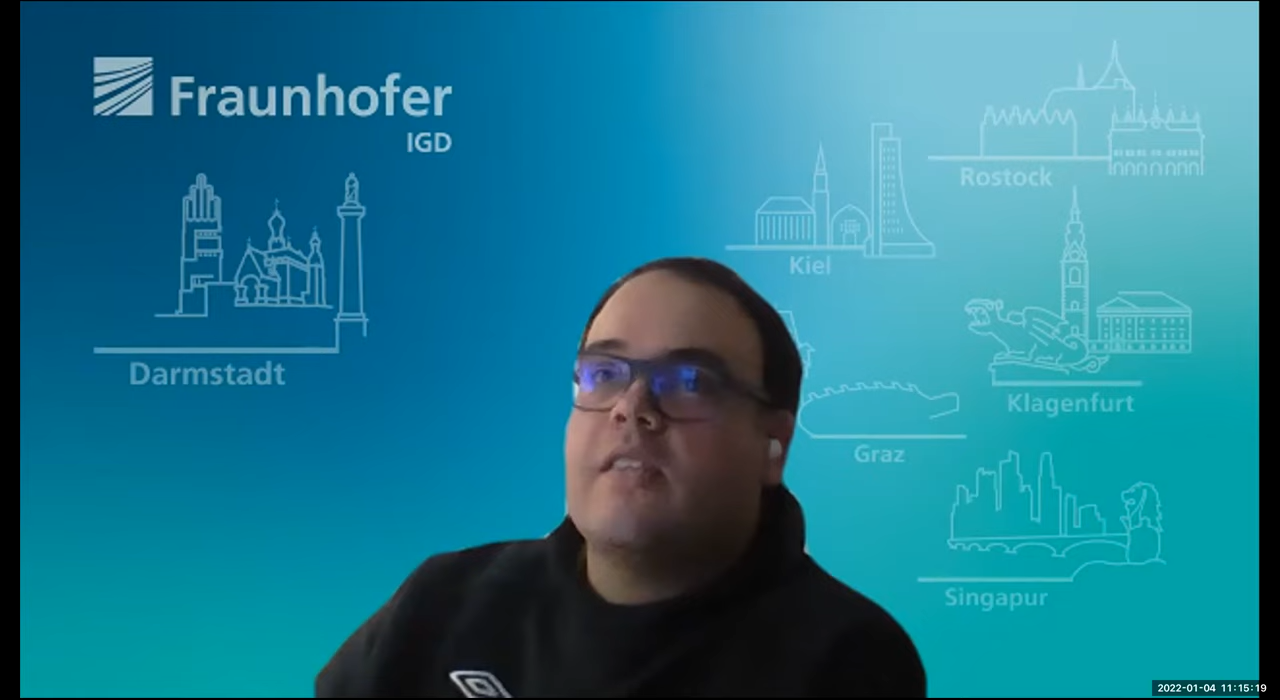 Fraunhofer
IGD
Rostock
Kiel
Darmstadt
Klagenfurt
Graz
Singapur
2022-01-04 11:15:19